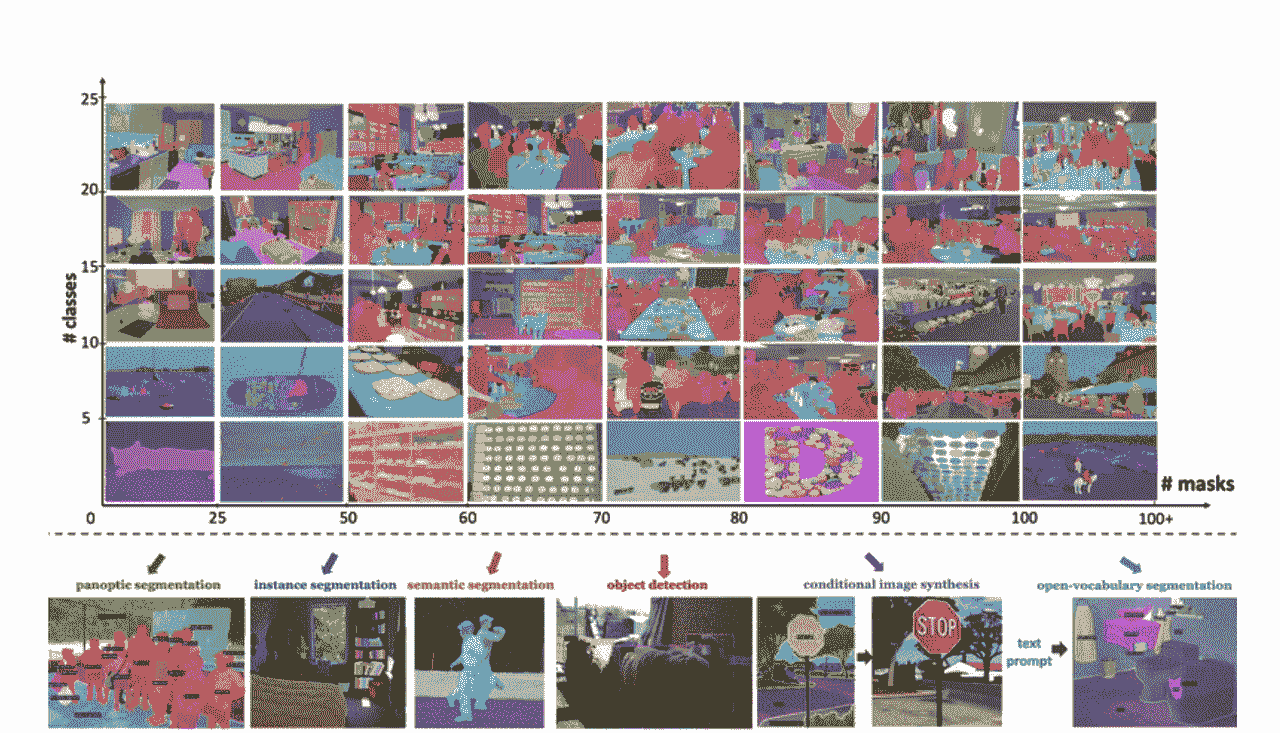 25
20
15
10
5
# classes
# masks
0 25 50 60 70 80 90 100 100+
panoptic segmentation instance segmentation semantic segmentation object detection conditional image synthesis open-vocabulary segmentation
STOP
text
prompt